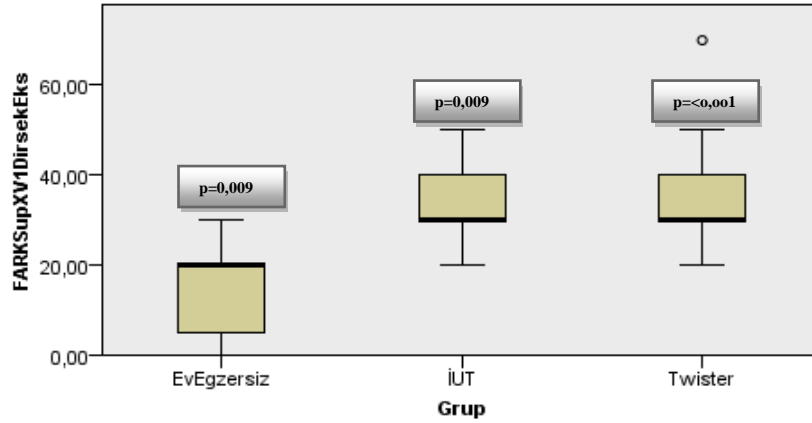 FARKSupXV1DirsekEks
60,00
40,00
20,00
0,00
p=0,009
p=0,009
p=<o,oo1
EvEgzersiz
İUT
Twister
Grup